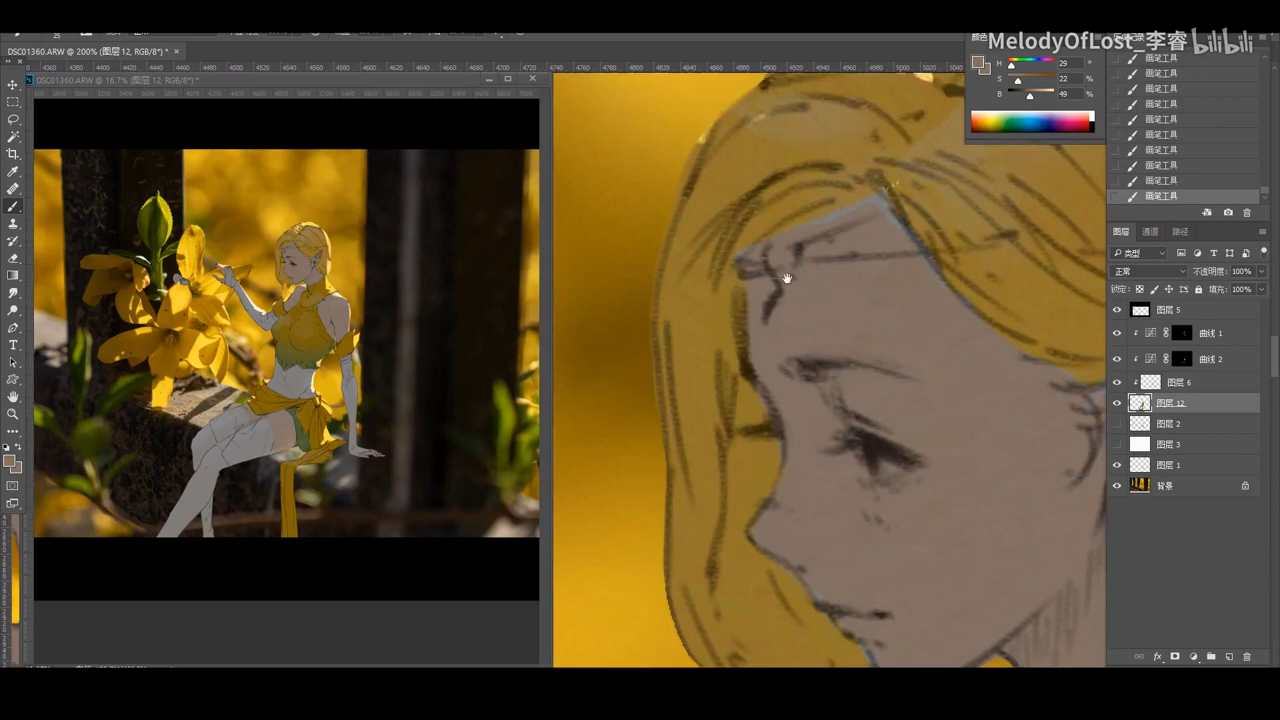 MelodyOfLost_李睿 bilibili
DSC01360.ARW @ 200% (图层 12, RGB/8*) *
DSC01360.ARW @ 16.7% (图层 12, RGB/8*) *
颜色
H 29 °
S 22 %
B 49 %
画笔工具
画笔工具
画笔工具
画笔工具
画笔工具
画笔工具
画笔工具
画笔工具
画笔工具
画笔工具
图层 通道 路径
类型
正常 不透明度: 100%
锁定: 填充: 100%
图层 5
曲线 1
曲线 2
图层 6
图层 12
图层 2
图层 3
图层 1
背景